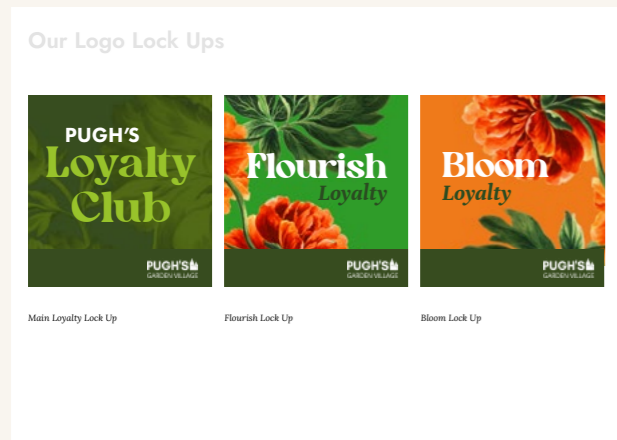 Our Logo Lock Ups
PUGH'S
Loyalty
Club
PUGH'S
GARDEN VILLAGE
Flourish
Loyalty
PUGH'S
GARDEN VILLAGE
Bloom
Loyalty
PUGH'S
GARDEN VILLAGE
Main Loyalty Lock Up
Flourish Lock Up
Bloom Lock Up